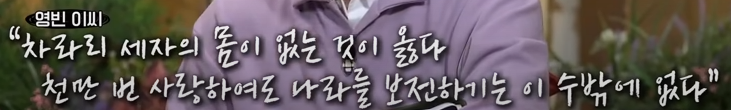 영빈 이씨
“차라리 세자의 몸이 없는 것이 옳다
천만 번 사랑하여도 나라를 보전하기는 이 수밖에 없다”